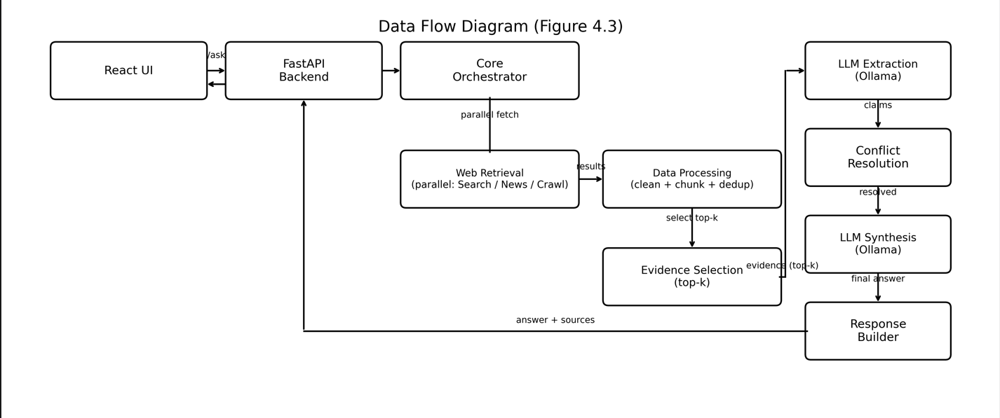 Data Flow Diagram (Figure 4.3)
React UI
/ask
FastAPI
Backend
Core
Orchestrator
LLM Extraction
(Ollama)
claims
parallel fetch
Conflict
Resolution
resolved
Web Retrieval
(parallel: Search / News / Crawl)
results
Data Processing
(clean + chunk + dedup)
select top-k
LLM Synthesis
(Ollama)
final answer
Evidence Selection
(top-k)
evidence (top-k)
answer + sources
Response
Builder